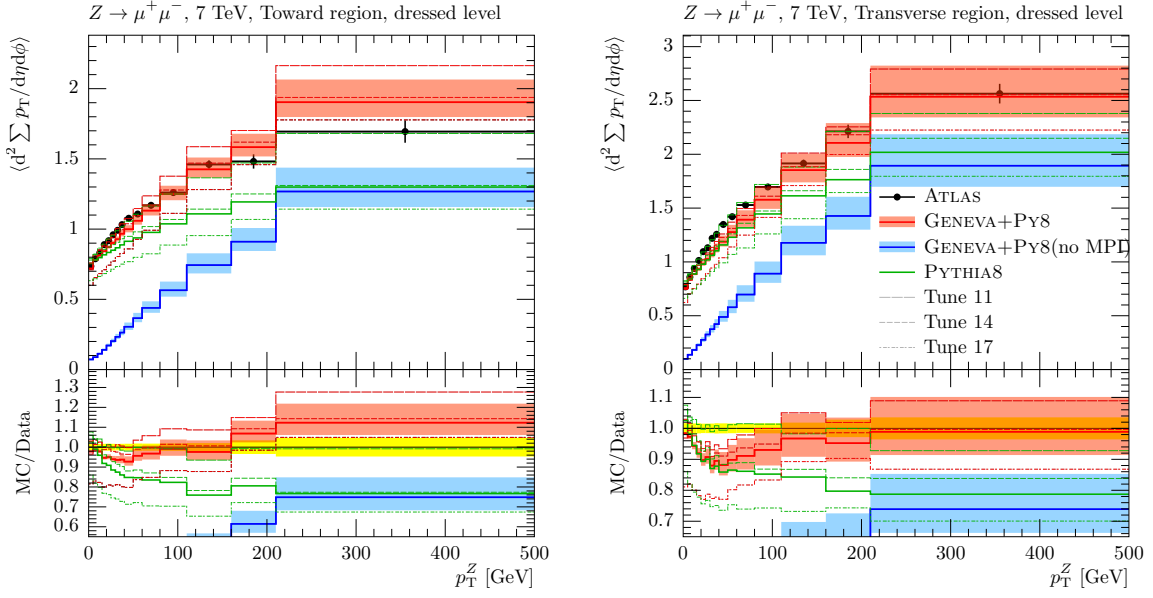 Z → μ⁺μ⁻, 7 TeV, Toward region, dressed level
⟨d² ∑ p_T/dηdϕ⟩
2
1.5
1
0.5
0
MC/Data
1.3
1.2
1.1
1.0
0.9
0.8
0.7
0.6
0 100 200 300 400 500
p_T^Z [GeV]
Z → μ⁺μ⁻, 7 TeV, Transverse region, dressed level
⟨d² ∑ p_T/dηdϕ⟩
3
2.5
2
1.5
1
0.5
0
ATLAS
GENEVA+PY8
GENEVA+PY8(no MPI)
PYTHIA8
Tune 11
Tune 14
Tune 17
MC/Data
1.1
1.0
0.9
0.8
0.7
0 100 200 300 400 500
p_T^Z [GeV]